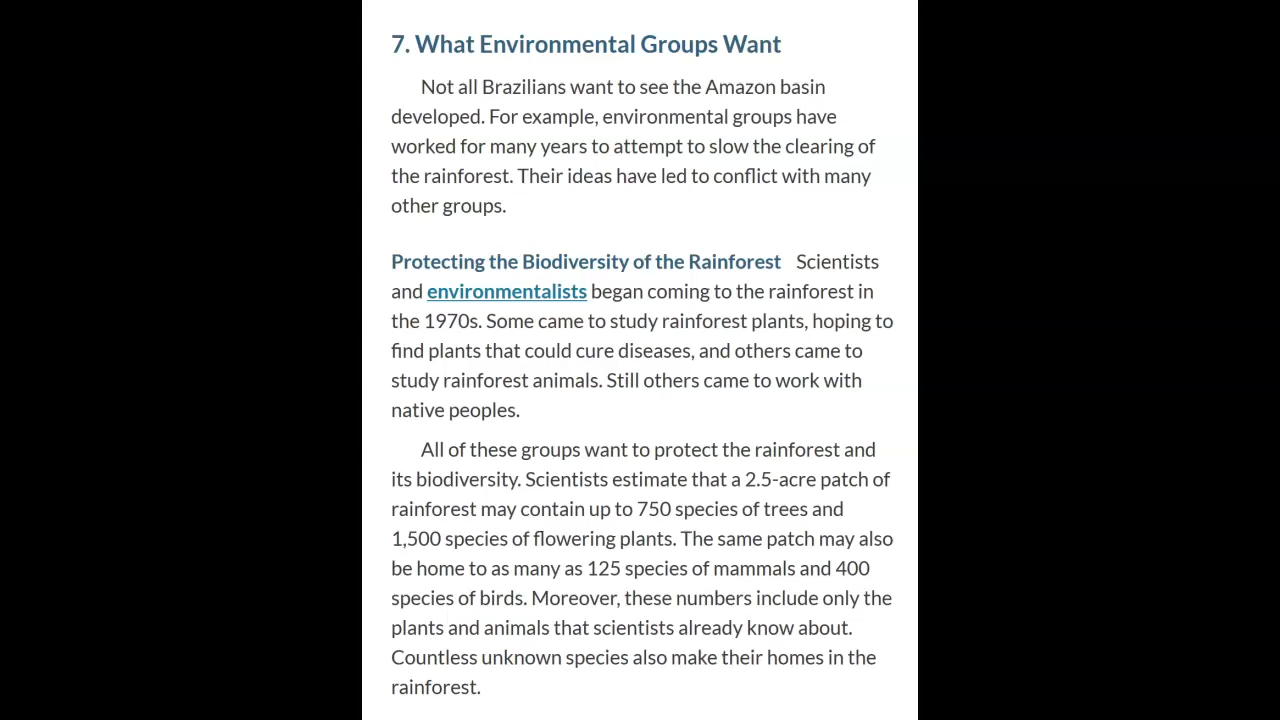 7. What Environmental Groups Want
Not all Brazilians want to see the Amazon basin
developed. For example, environmental groups have
worked for many years to attempt to slow the clearing of
the rainforest. Their ideas have led to conflict with many
other groups.
Protecting the Biodiversity of the Rainforest Scientists
and environmentalists began coming to the rainforest in
the 1970s. Some came to study rainforest plants, hoping to
find plants that could cure diseases, and others came to
study rainforest animals. Still others came to work with
native peoples.
All of these groups want to protect the rainforest and
its biodiversity. Scientists estimate that a 2.5-acre patch of
rainforest may contain up to 750 species of trees and
1,500 species of flowering plants. The same patch may also
be home to as many as 125 species of mammals and 400
species of birds. Moreover, these numbers include only the
plants and animals that scientists already know about.
Countless unknown species also make their homes in the
rainforest.